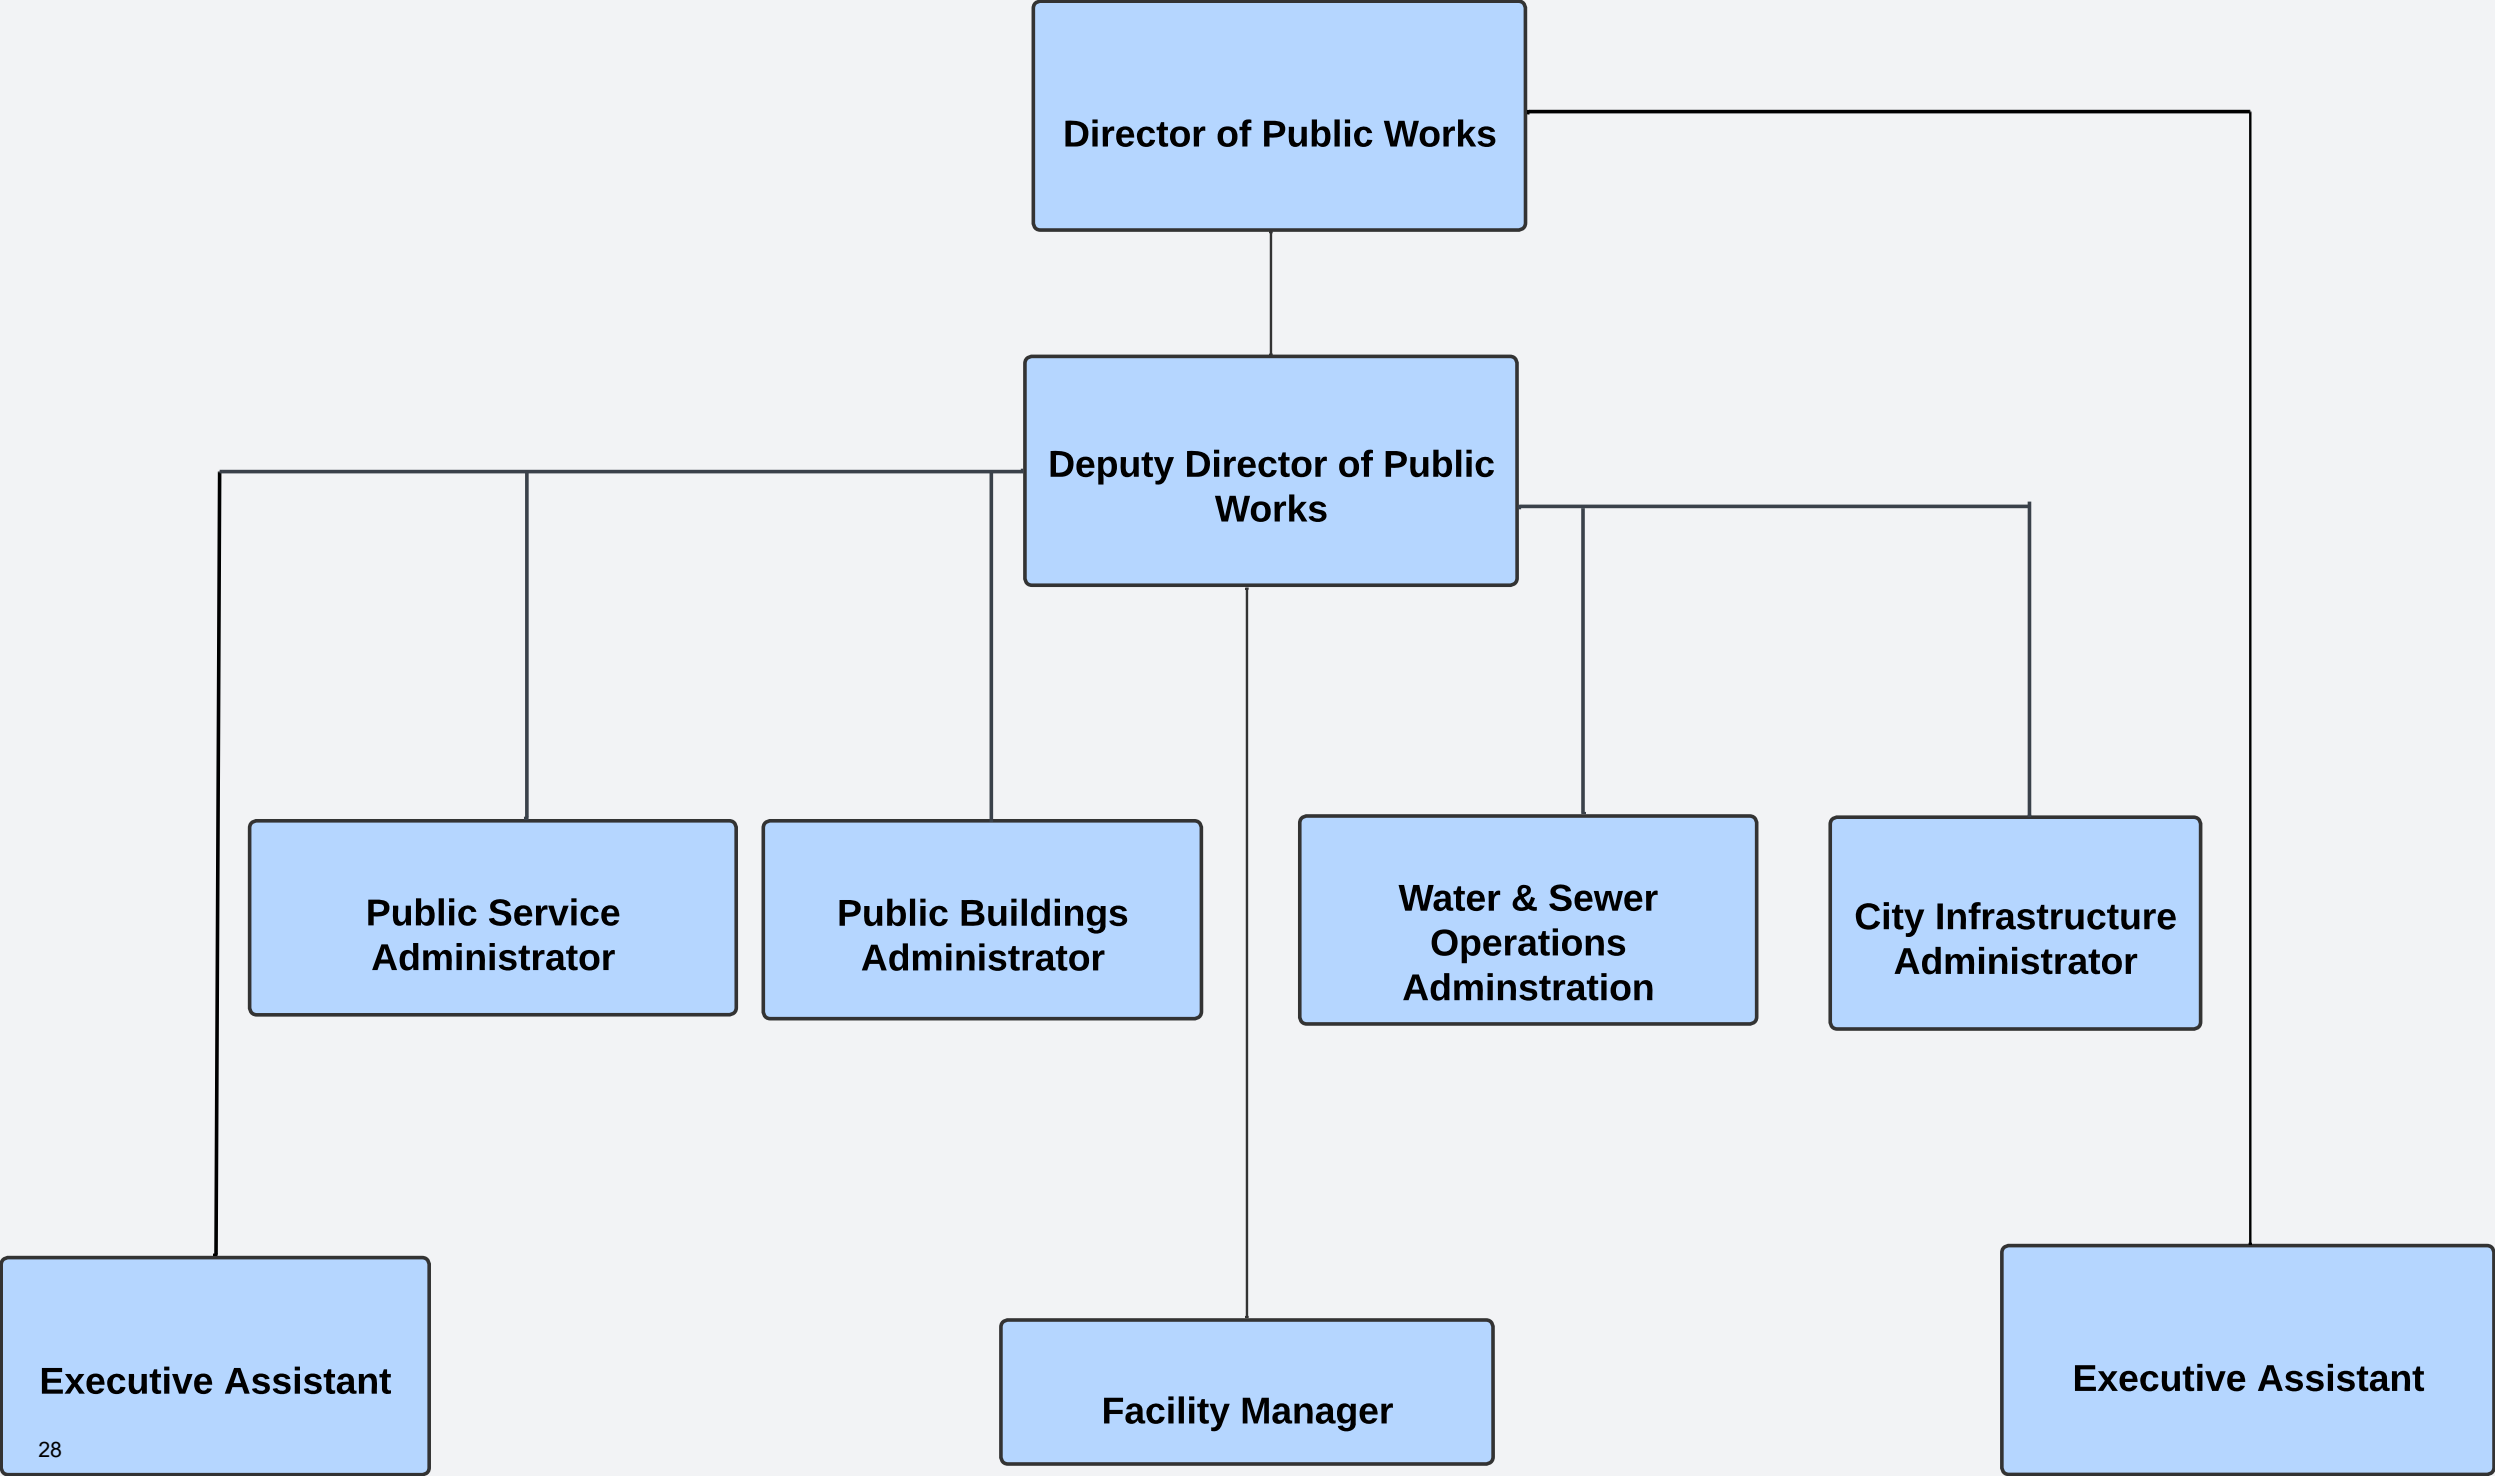 Director of Public Works
Deputy Director of Public
Works
Public Service
Administrator
Public Buildings
Administrator
Water & Sewer
Operations
Adminstration
City Infrastructure
Administrator
Executive Assistant
Facility Manager
Executive Assistant
28